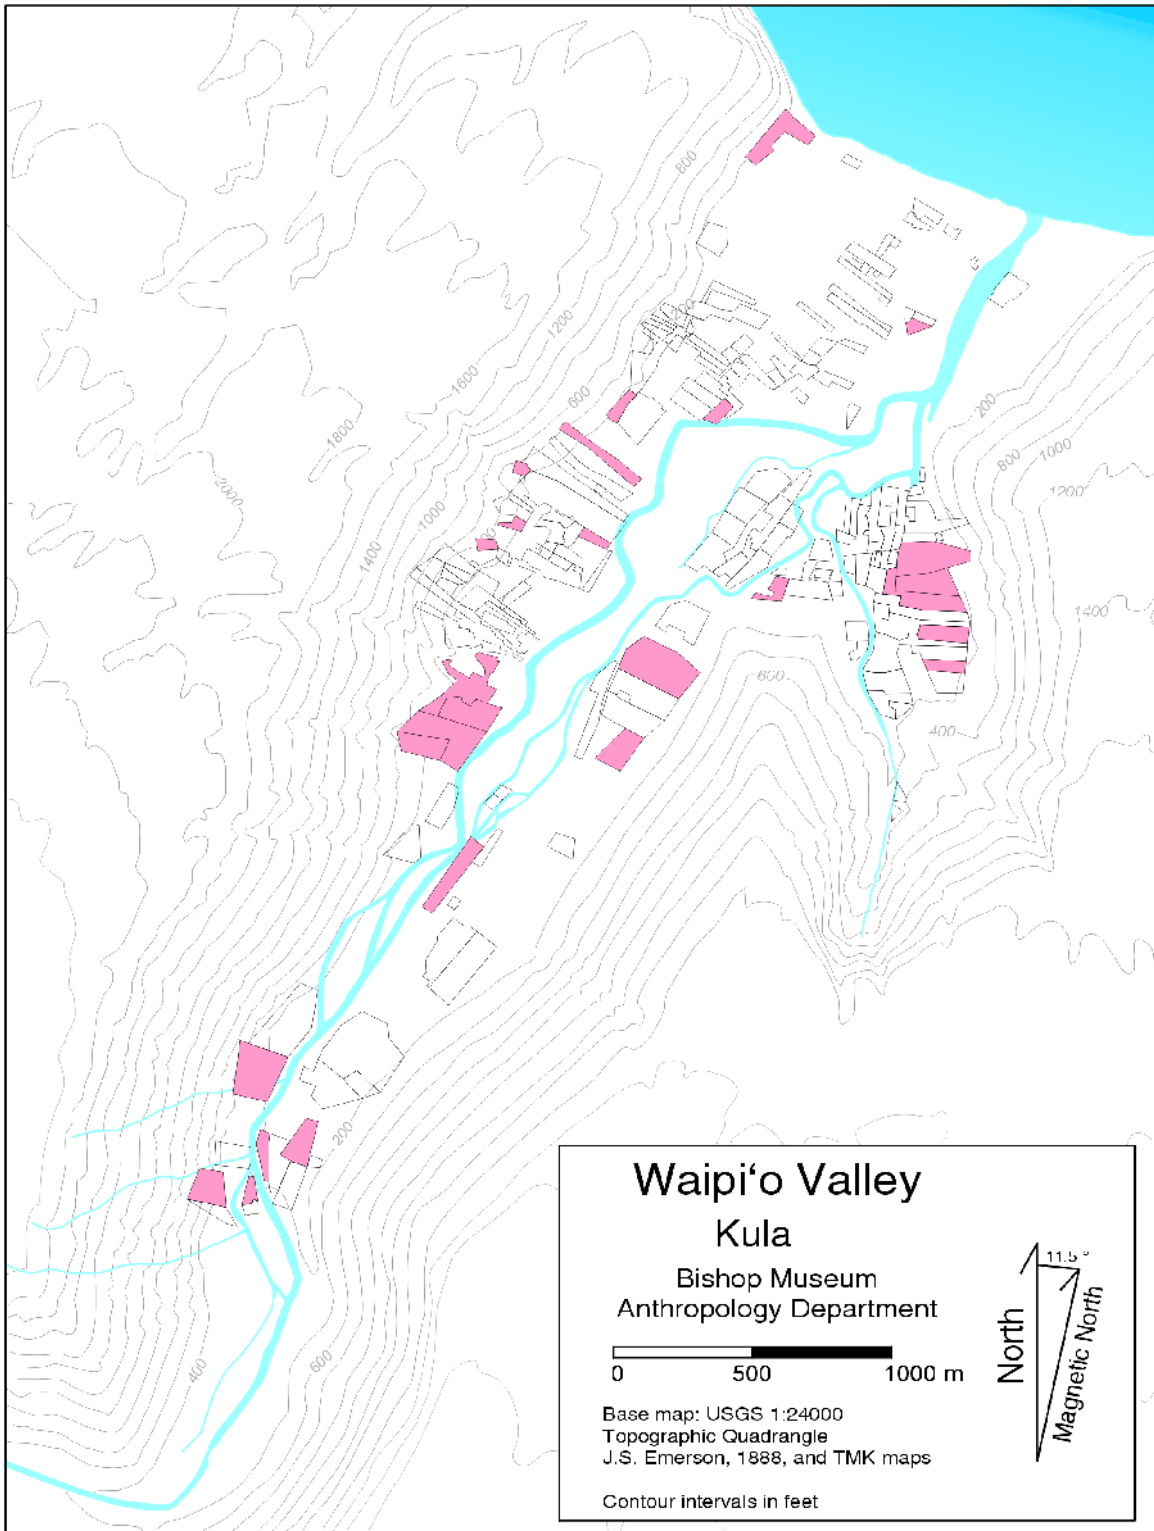 800
200
1200
1600
600
1800
2000
1000
1400
200
800
1000
1200
1400
600
400
200
400
600
Waipi‘o Valley
Kula
Bishop Museum
Anthropology Department
0 500 1000 m
Base map: USGS 1:24000
Topographic Quadrangle
J.S. Emerson, 1888, and TMK maps
Contour intervals in feet
11.5 °
North
Magnetic North